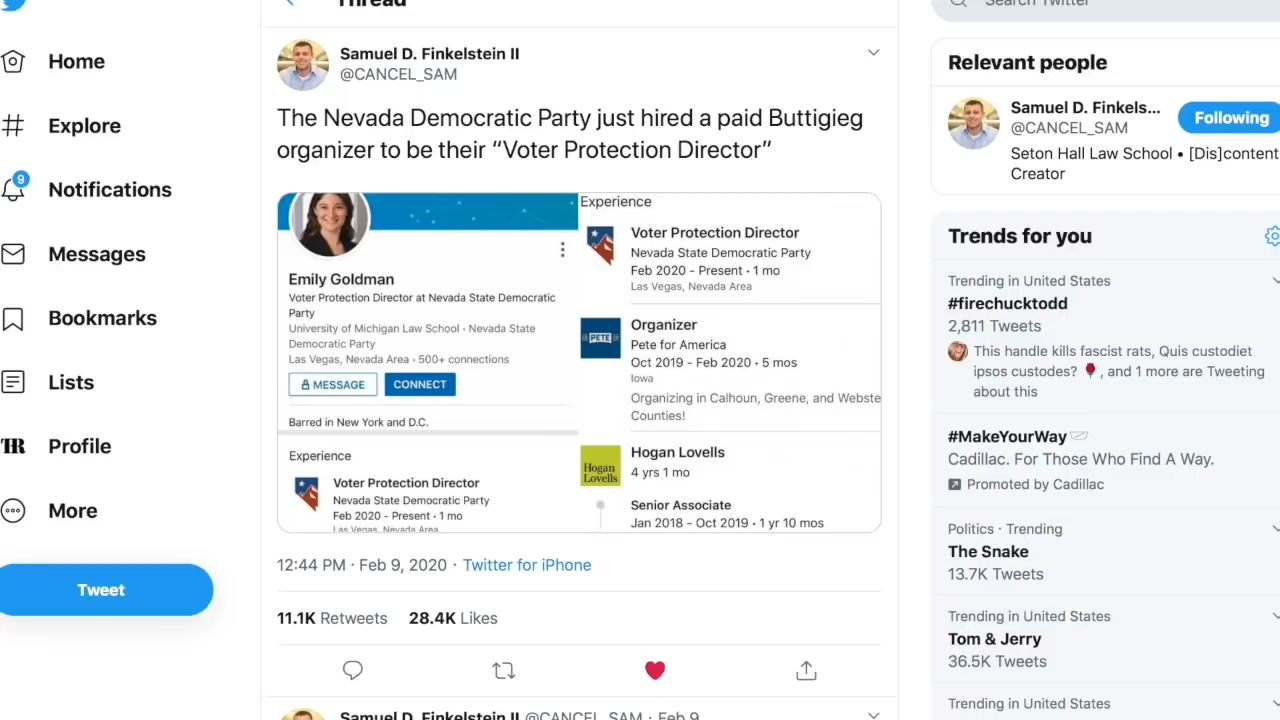 Thread
Search Twitter
Home
Explore
9
Notifications
Messages
Bookmarks
Lists
Profile
More
Tweet
Samuel D. Finkelstein II
@CANCEL_SAM
The Nevada Democratic Party just hired a paid Buttigieg
organizer to be their “Voter Protection Director”
Emily Goldman
Voter Protection Director at Nevada State Democratic
Party
University of Michigan Law School • Nevada State
Democratic Party
Las Vegas, Nevada Area • 500+ connections
MESSAGE
CONNECT
Barred in New York and D.C.
Experience
Voter Protection Director
Nevada State Democratic Party
Feb 2020 - Present • 1 mo
Las Vegas, Nevada Area
Experience
Voter Protection Director
Nevada State Democratic Party
Feb 2020 - Present • 1 mo
Las Vegas, Nevada Area
PETE
Organizer
Pete for America
Oct 2019 - Feb 2020 • 5 mos
Iowa
Organizing in Calhoun, Greene, and Webste
Counties!
Hogan
Lovells
Hogan Lovells
4 yrs 1 mo
Senior Associate
Jan 2018 - Oct 2019 • 1 yr 10 mos
12:44 PM · Feb 9, 2020 · Twitter for iPhone
11.1K Retweets 28.4K Likes
Samuel D. Finkelstein II @CANCEL_SAM · Feb 9
Relevant people
Samuel D. Finkels...
@CANCEL_SAM
Following
Seton Hall Law School • [Dis]content
Creator
Trends for you
Trending in United States
#firechucktodd
2,811 Tweets
This handle kills fascist rats, Quis custodiet
ipsos custodes? 🌹, and 1 more are Tweeting
about this
#MakeYourWay
Cadillac. For Those Who Find A Way.
Promoted by Cadillac
Politics · Trending
The Snake
13.7K Tweets
Trending in United States
Tom & Jerry
36.5K Tweets
Trending in United States